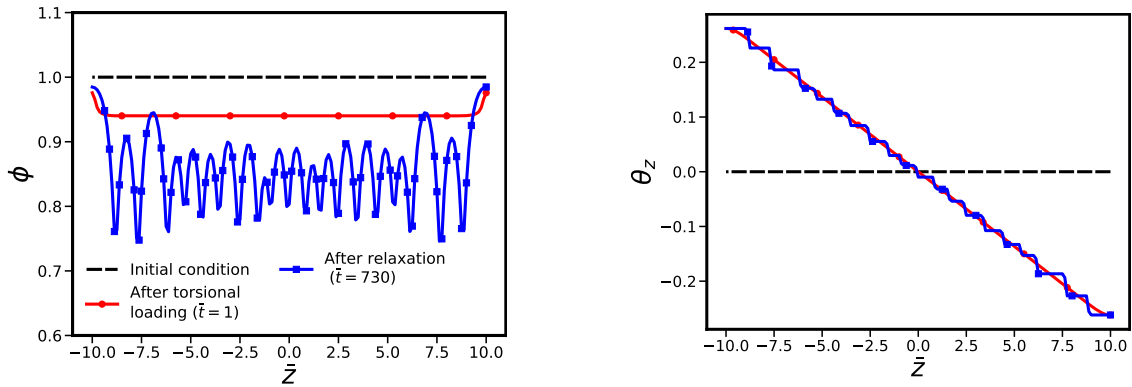 1.1
1.0
0.9
0.8
0.7
0.6
ϕ
Initial condition
After torsional
loading (t̄ = 1)
After relaxation
(t̄ = 730)
−10.0 −7.5 −5.0 −2.5 0.0 2.5 5.0 7.5 10.0
z̄
0.2
0.1
0.0
−0.1
−0.2
θz
−10.0 −7.5 −5.0 −2.5 0.0 2.5 5.0 7.5 10.0
z̄